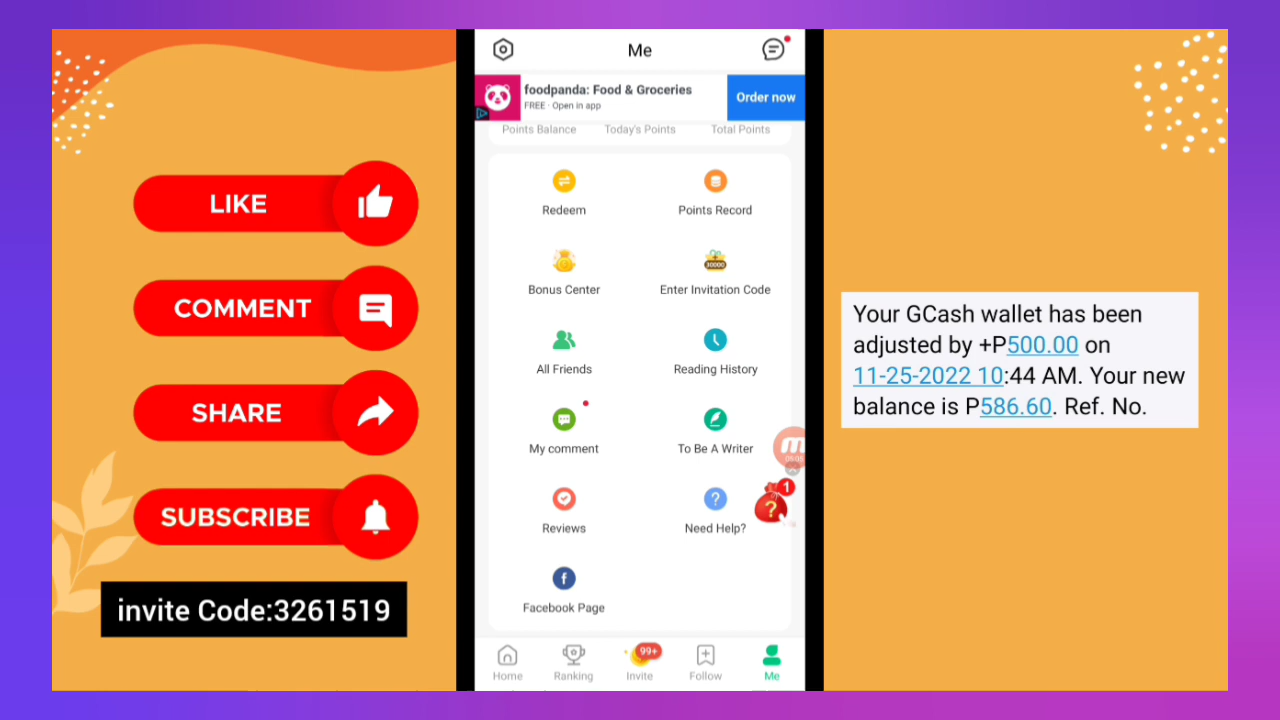 LIKE
COMMENT
SHARE
SUBSCRIBE
invite Code:3261519
Me
foodpanda: Food & Groceries
FREE · Open in app
Order now
Points Balance Today's Points Total Points
Redeem Points Record
30000
Bonus Center Enter Invitation Code
All Friends Reading History
My comment To Be A Writer
1
?
Reviews Need Help?
Facebook Page
99+
Home Ranking Invite Follow Me
Your GCash wallet has been
adjusted by +P500.00 on
11-25-2022 10:44 AM. Your new
balance is P586.60. Ref. No.